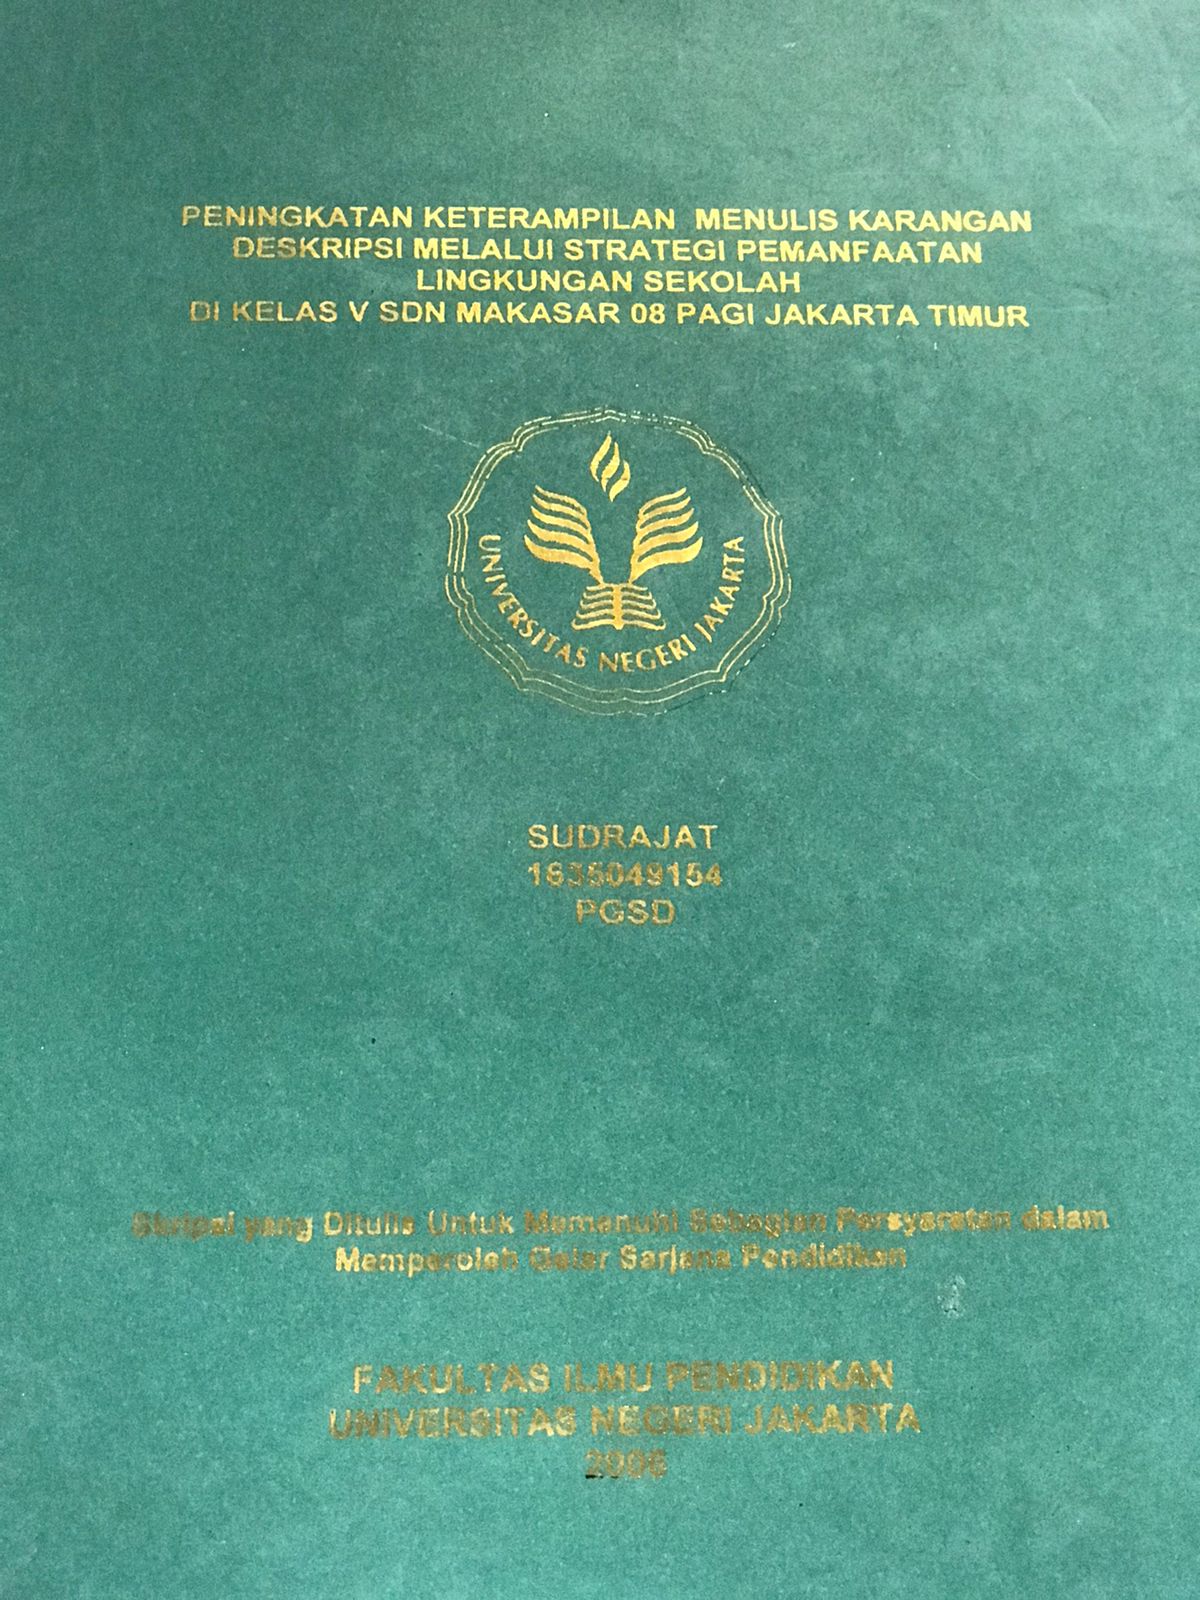 PENINGKATAN KETERAMPILAN MENULIS KARANGAN
DESKRIPSI MELALUI STRATEGI PEMANFAATAN
LINGKUNGAN SEKOLAH
DI KELAS V SDN MAKASAR 08 PAGI JAKARTA TIMUR
UNIVERSITAS NEGERI JAKARTA
SUDRAJAT
1635049154
PGSD
Skripsi yang Ditulis Untuk Memenuhi Sebagian Persyaratan dalam
Memperoleh Gelar Sarjana Pendidikan
FAKULTAS ILMU PENDIDIKAN
UNIVERSITAS NEGERI JAKARTA
2006